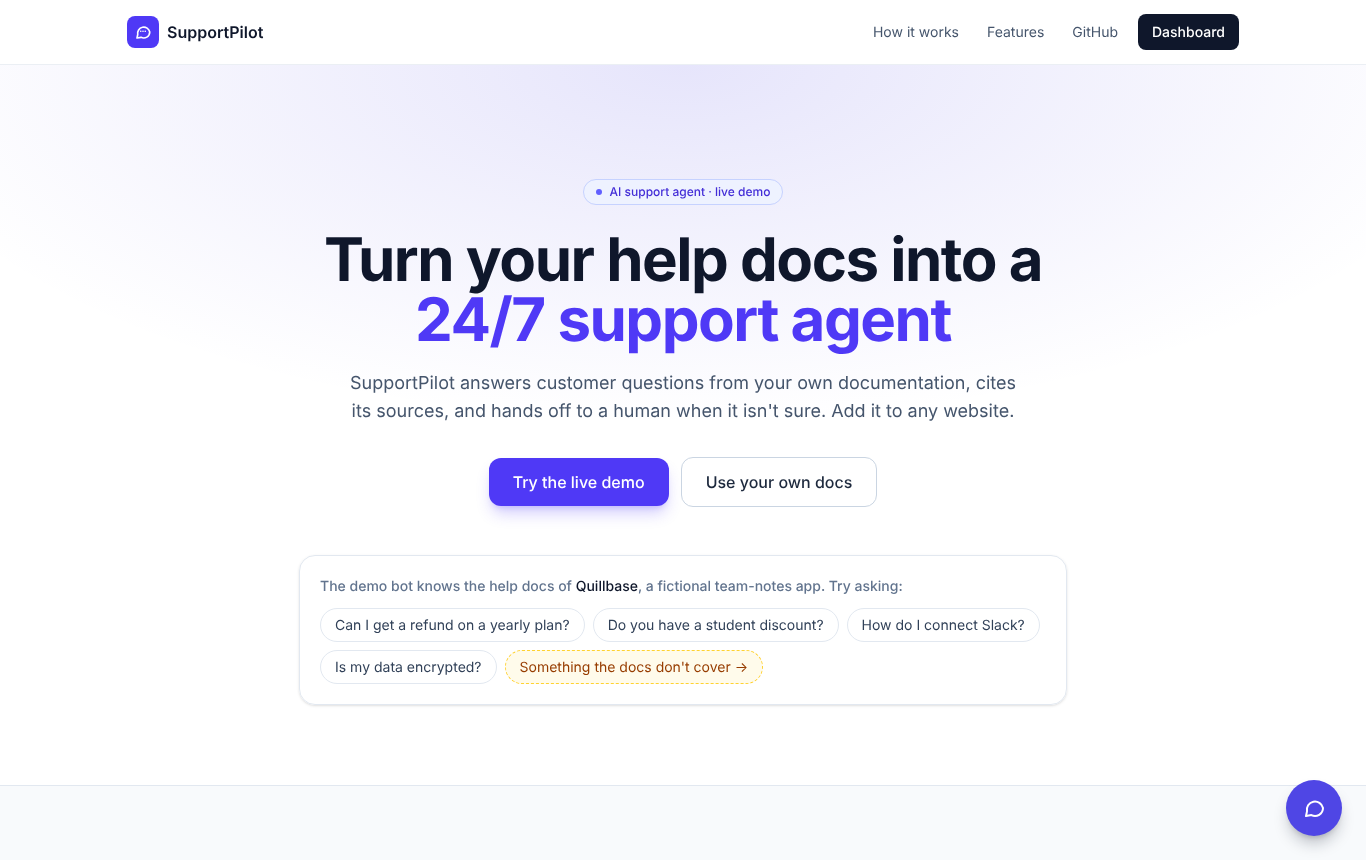 SupportPilot
How it works
Features
GitHub
Dashboard
AI support agent · live demo
Turn your help docs into a
24/7 support agent
SupportPilot answers customer questions from your own documentation, cites
its sources, and hands off to a human when it isn't sure. Add it to any website.
Try the live demo
Use your own docs
The demo bot knows the help docs of Quillbase, a fictional team-notes app. Try asking:
Can I get a refund on a yearly plan?
Do you have a student discount?
How do I connect Slack?
Is my data encrypted?
Something the docs don't cover →